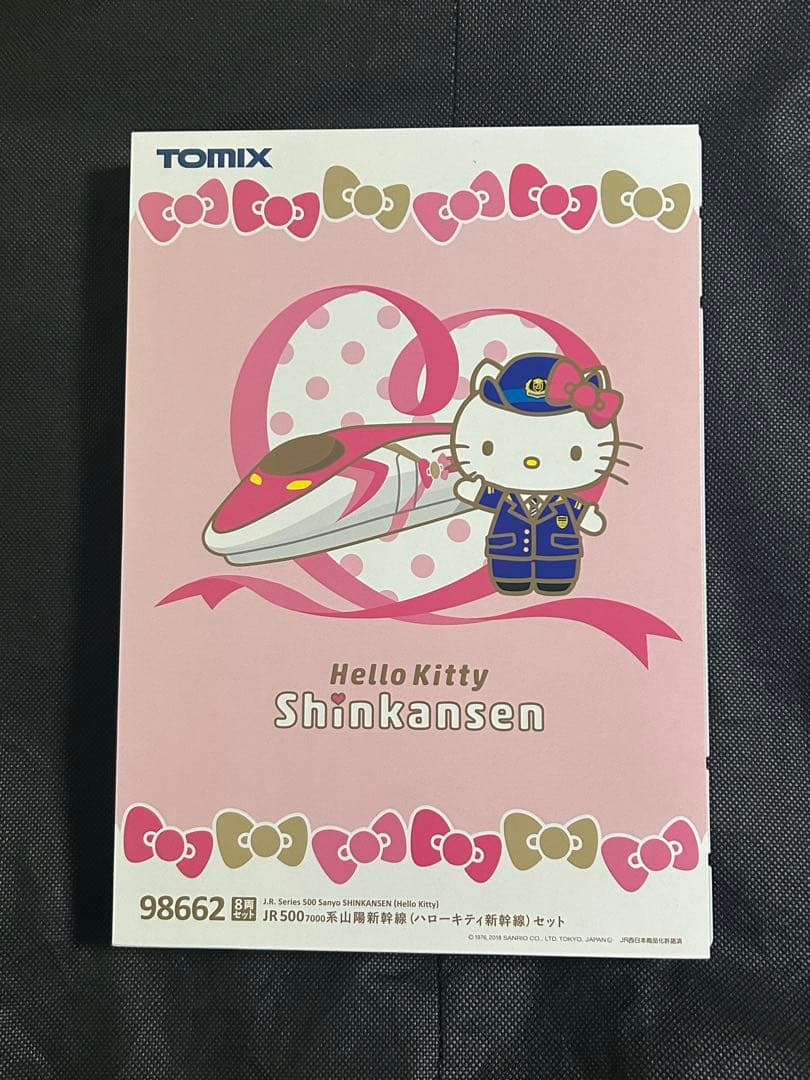 TOMIX
Hello Kitty
Shinkansen
98662 8両セット
J.R. Series 500 Sanyo SHINKANSEN (Hello Kitty)
JR 500 7000系山陽新幹線 (ハローキティ新幹線) セット
© 1976, 2018 SANRIO CO., LTD. TOKYO, JAPAN Ⓛ JR西日本商品化許諾済